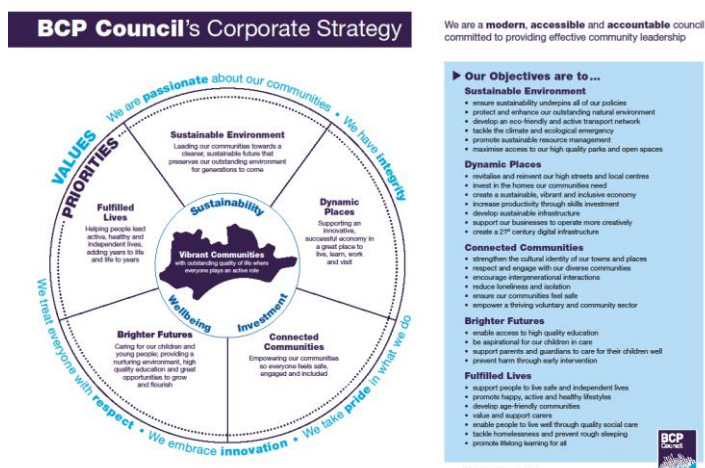 BCP Council's Corporate Strategy
We are a modern, accessible and accountable council
committed to providing effective community leadership
VALUES
PRIORITIES
We are passionate about our communities • We have integrity
We treat everyone with respect • We embrace innovation • We take pride in what we do
Sustainable Environment
Leading our communities towards a
cleaner, sustainable future that
preserves our outstanding environment
for generations to come
Dynamic
Places
Supporting an
innovative,
successful economy in
a great place to
live, learn, work
and visit
Connected
Communities
Empowering our communities
so everyone feels safe,
engaged and included
Brighter Futures
Caring for our children and
young people; providing a
nurturing environment, high
quality education and great
opportunities to grow
and flourish
Fulfilled
Lives
Helping people lead
active, healthy and
independent lives,
adding years to life
and life to years
Sustainability
Wellbeing
Investment
Vibrant Communities
with outstanding quality of life where
everyone plays an active role
Our Objectives are to...
Sustainable Environment
• ensure sustainability underpins all of our policies
• protect and enhance our outstanding natural environment
• develop an eco-friendly and active transport network
• tackle the climate and ecological emergency
• promote sustainable resource management
• maximise access to our high quality parks and open spaces
Dynamic Places
• revitalise and reinvent our high streets and local centres
• invest in the homes our communities need
• create a sustainable, vibrant and inclusive economy
• increase productivity through skills investment
• develop sustainable infrastructure
• support our businesses to operate more creatively
• create a 21st century digital infrastructure
Connected Communities
• strengthen the cultural identity of our towns and places
• respect and engage with our diverse communities
• encourage intergenerational interactions
• reduce loneliness and isolation
• ensure our communities feel safe
• empower a thriving voluntary and community sector
Brighter Futures
• enable access to high quality education
• be aspirational for our children in care
• support parents and guardians to care for their children well
• prevent harm through early intervention
Fulfilled Lives
• support people to live safe and independent lives
• promote happy, active and healthy lifestyles
• develop age-friendly communities
• value and support carers
• enable people to live well through quality social care
• tackle homelessness and prevent rough sleeping
• promote lifelong learning for all
BCP
Council